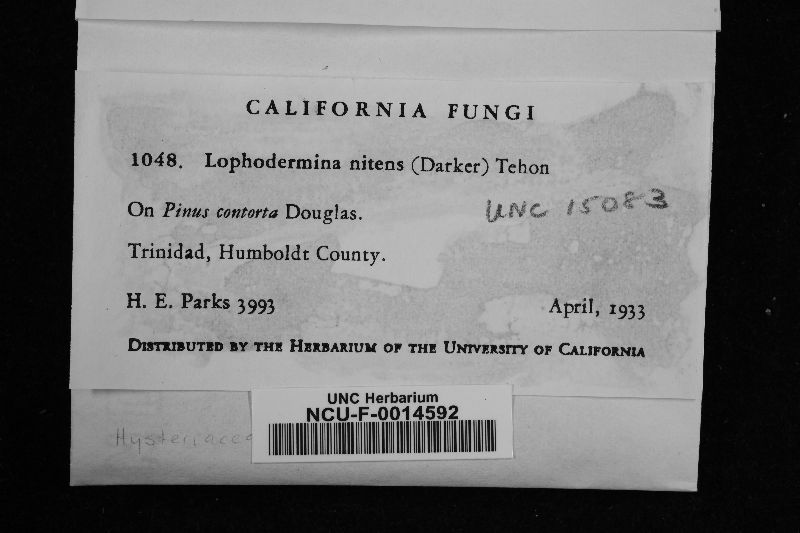 CALIFORNIA FUNGI
1048. Lophodermina nitens (Darker) Tehon
On Pinus contorta Douglas.
UNC 15083
Trinidad, Humboldt County.
H. E. Parks 3993
April, 1933
DISTRIBUTED BY THE HERBARIUM OF THE UNIVERSITY OF CALIFORNIA
UNC Herbarium
NCU-F-0014592